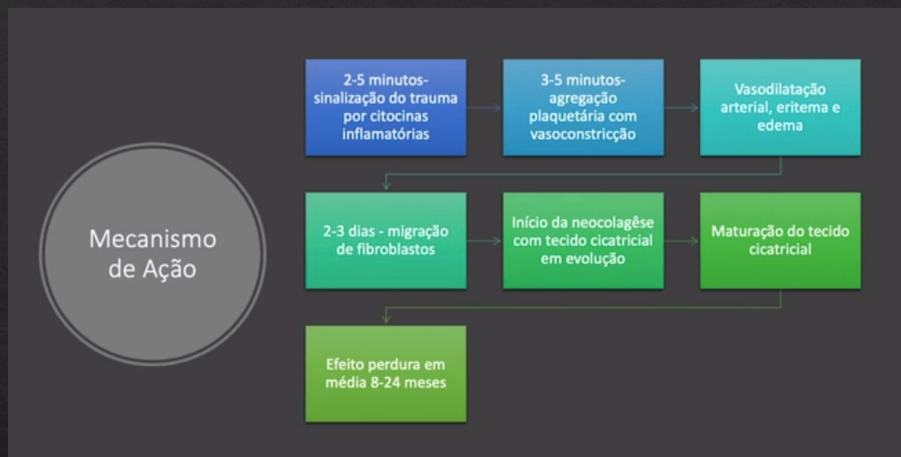 Mecanismo
de Ação
2-5 minutos-
sinalização do trauma
por citocinas
inflamatórias
3-5 minutos-
agregação
plaquetária com
vasoconstricção
Vasodilatação
arterial, eritema e
edema
2-3 dias - migração
de fibroblastos
Início da neocolagêse
com tecido cicatricial
em evolução
Maturação do tecido
cicatricial
Efeito perdura em
média 8-24 meses